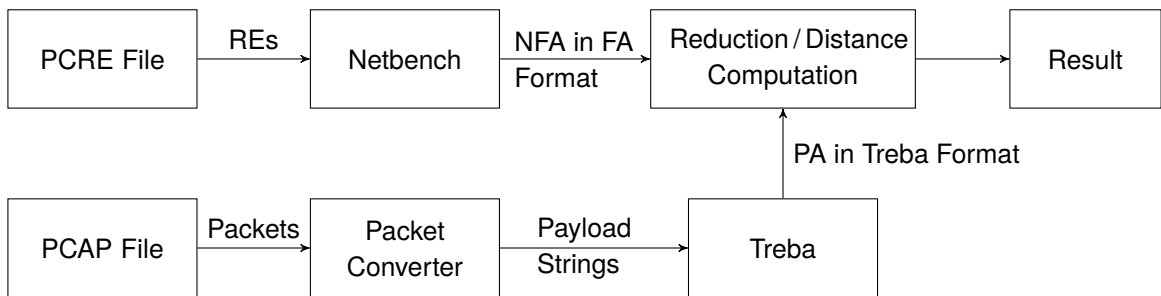 PCRE File
REs
Netbench
NFA in FA
Format
Reduction / Distance
Computation
Result
PA in Treba Format
PCAP File
Packets
Packet
Converter
Payload
Strings
Treba